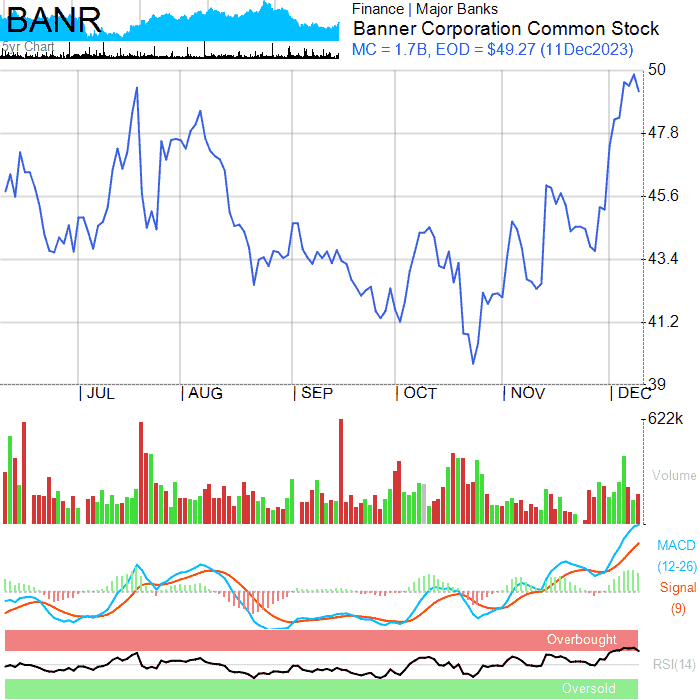 BANR
5yr Chart
Finance | Major Banks
Banner Corporation Common Stock
MC = 1.7B, EOD = $49.27 (11Dec2023)
50
47.8
45.6
43.4
41.2
39
JUL
AUG
SEP
OCT
NOV
DEC
622k
Volume
MACD
(12-26)
Signal
(9)
Overbought
RSI(14)
Oversold